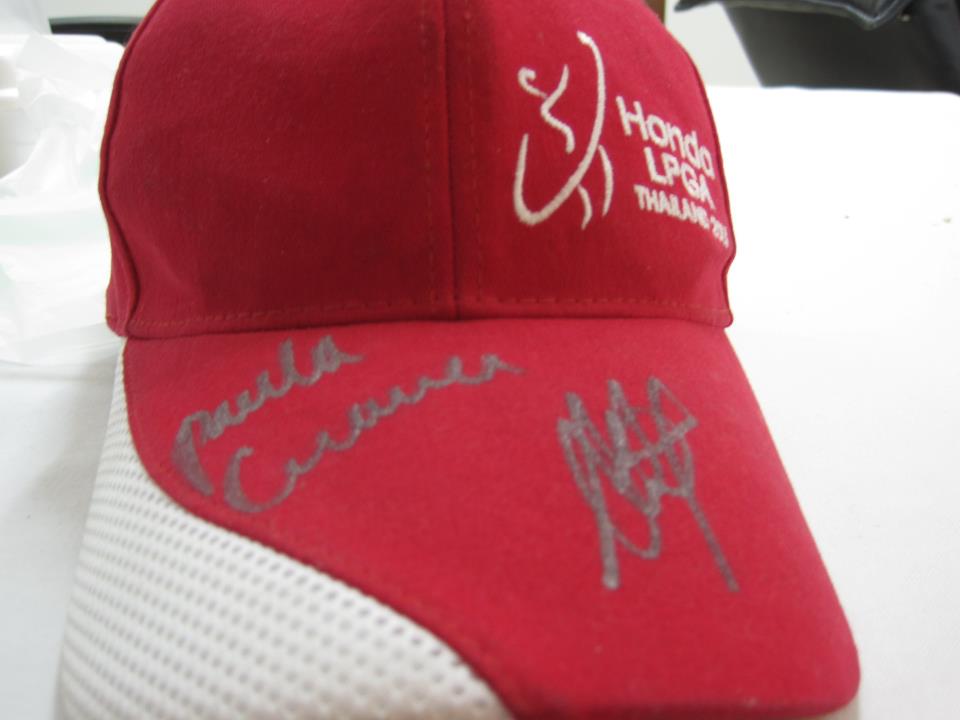 Honda
LPGA
THAILAND
Paula
Creamer